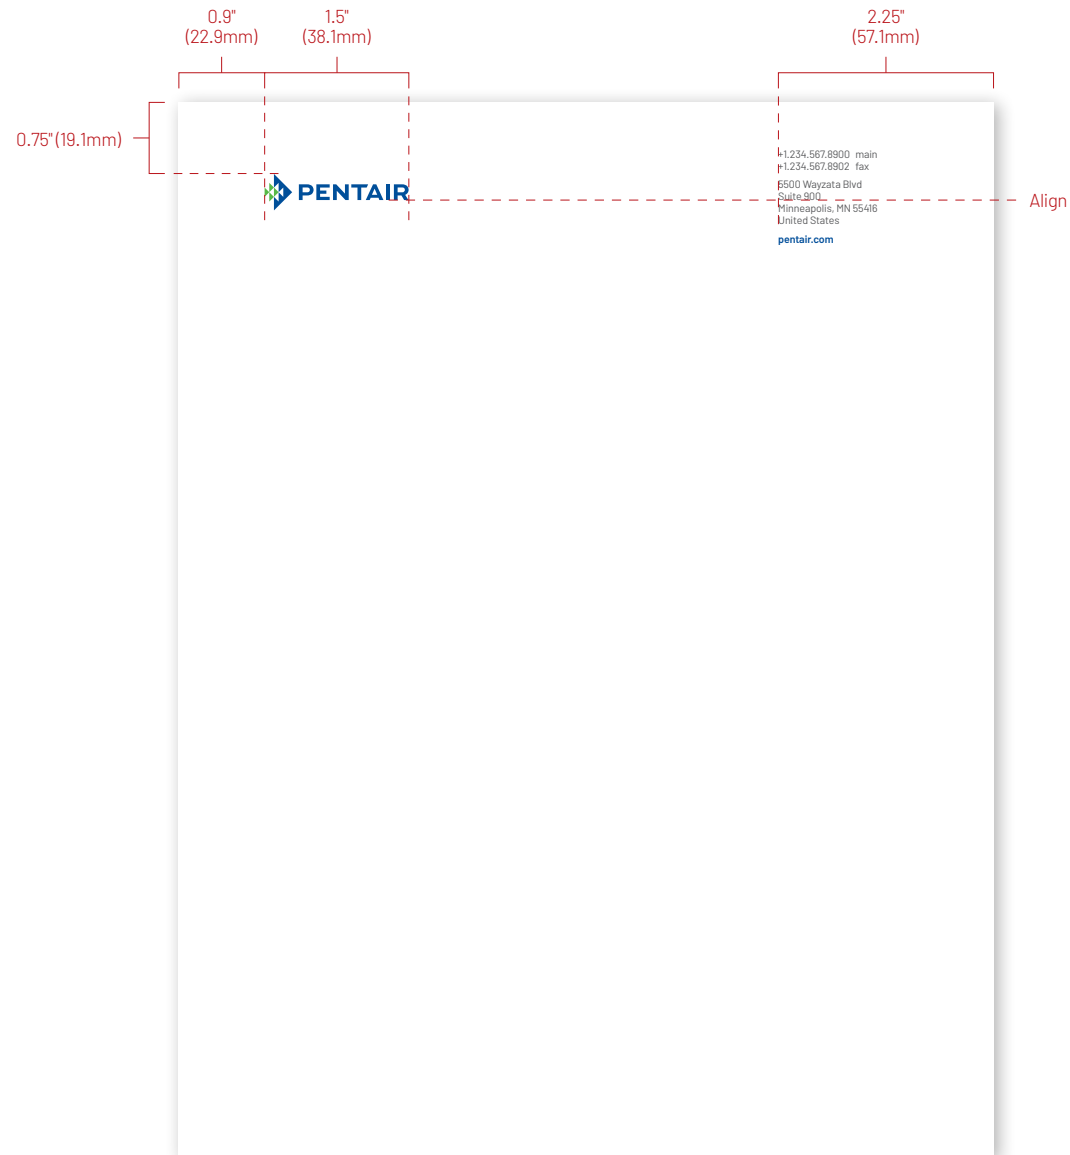 0.9"
(22.9mm)
1.5"
(38.1mm)
2.25"
(57.1mm)
0.75" (19.1mm)
PENTAIR
+1.234.567.8900 main
+1.234.567.8902 fax
5500 Wayzata Blvd
Suite 900
Minneapolis, MN 55416
United States
pentair.com
Align